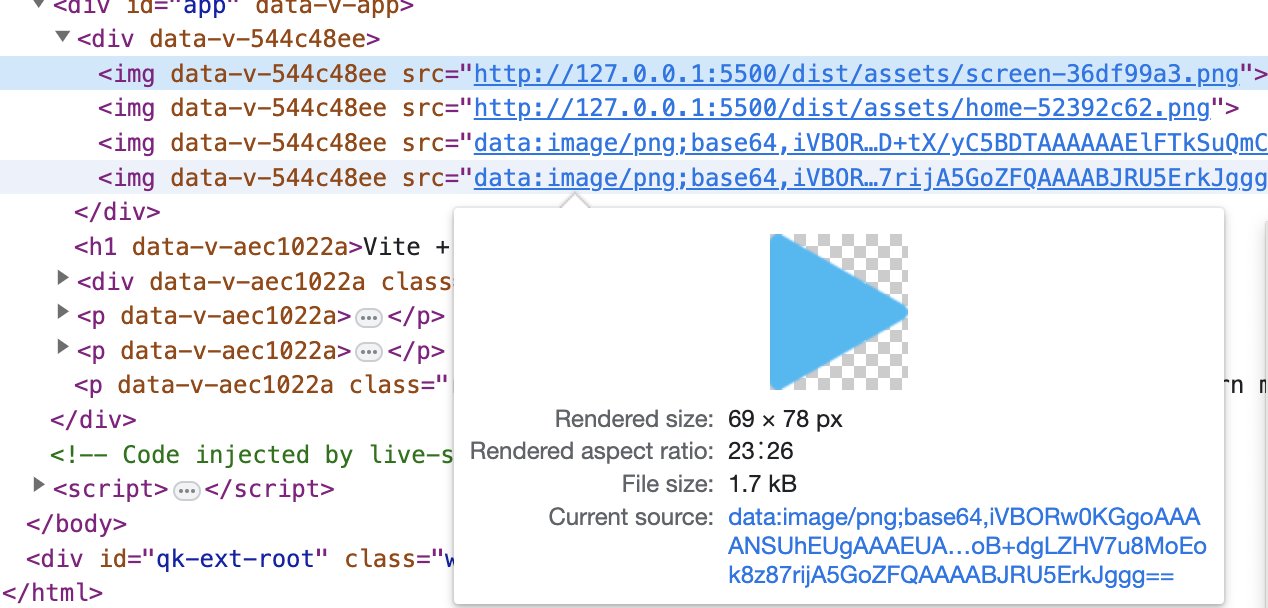 <div id="app" data-v-app>
<div data-v-544c48ee>
<img data-v-544c48ee src="http://127.0.0.1:5500/dist/assets/screen-36df99a3.png">
<img data-v-544c48ee src="http://127.0.0.1:5500/dist/assets/home-52392c62.png">
<img data-v-544c48ee src="data:image/png;base64,iVBOR…D+tX/yC5BDTAAAAAAElFTkSuQmC
<img data-v-544c48ee src="data:image/png;base64,iVBOR…7rijA5GoZFQAAAABJRU5ErkJggg
</div>
<h1 data-v-aec1022a>Vite +
<div data-v-aec1022a class
<p data-v-aec1022a>…</p>
<p data-v-aec1022a>…</p>
<p data-v-aec1022a class="
</div>
<!-- Code injected by live-s
<script>…</script>
</body>
<div id="qk-ext-root" class="w
</html>
Rendered size: 69 × 78 px
Rendered aspect ratio: 23∶26
File size: 1.7 kB
Current source: data:image/png;base64,iVBORw0KGgoAAA
ANSUhEUgAAAEUA…oB+dgLZHV7u8MoEo
k8z87rijA5GoZFQAAAABJRU5ErkJggg==